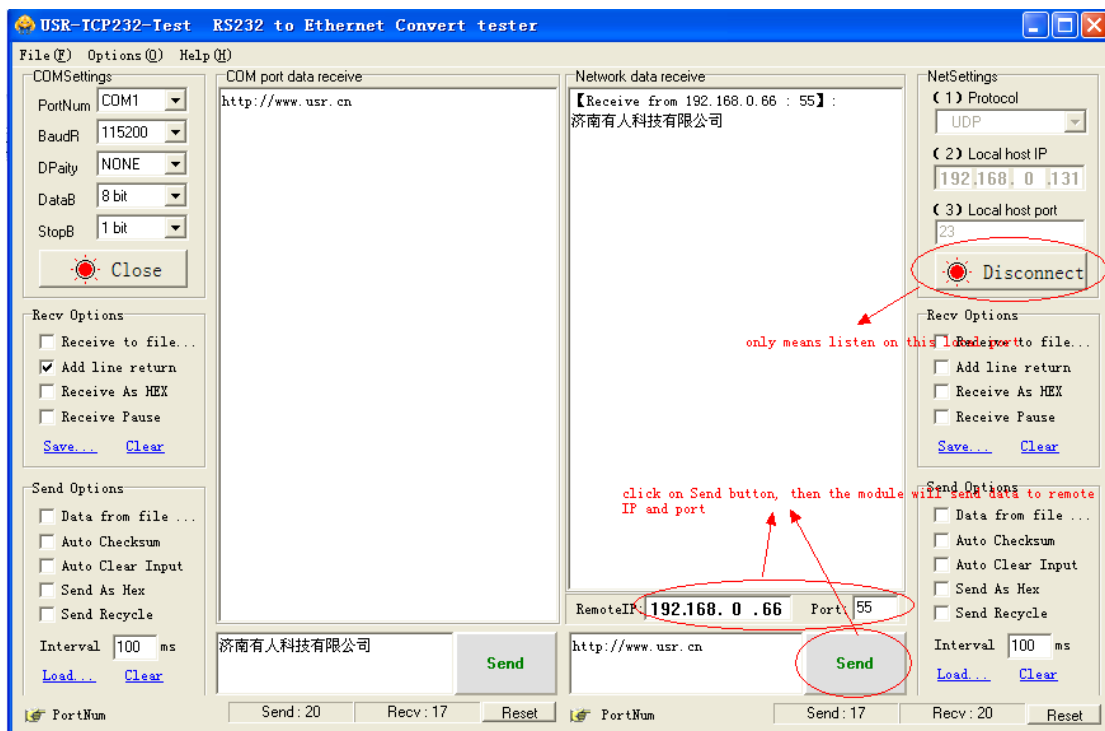 USR-TCP232-Test RS232 to Ethernet Convert tester
File(F) Options(O) Help(H)
COMSettings
PortNum COM1
BaudR 115200
DPaity NONE
DataB 8 bit
StopB 1 bit
Close
Recv Options
Receive to file...
Add line return
Receive As HEX
Receive Pause
Save... Clear
Send Options
Data from file ...
Auto Checksum
Auto Clear Input
Send As Hex
Send Recycle
Interval 100 ms
Load... Clear
PortNum
COM port data receive
http://www.usr.cn
济南有人科技有限公司
Send
Send : 20 Recv : 17 Reset
Network data receive
【Receive from 192.168.0.66 : 55】:
济南有人科技有限公司
only means listen on this local port
click on Send button, then the module will send data to remote
IP and port
RemoteIP: 192.168. 0 .66 Port: 55
http://www.usr.cn
Send
PortNum
Send : 17 Recv : 20 Reset
NetSettings
( 1 ) Protocol
UDP
( 2 ) Local host IP
192.168. 0 .131
( 3 ) Local host port
23
Disconnect
Recv Options
Receive to file...
Add line return
Receive As HEX
Receive Pause
Save... Clear
Send Options
Data from file ...
Auto Checksum
Auto Clear Input
Send As Hex
Send Recycle
Interval 100 ms
Load... Clear